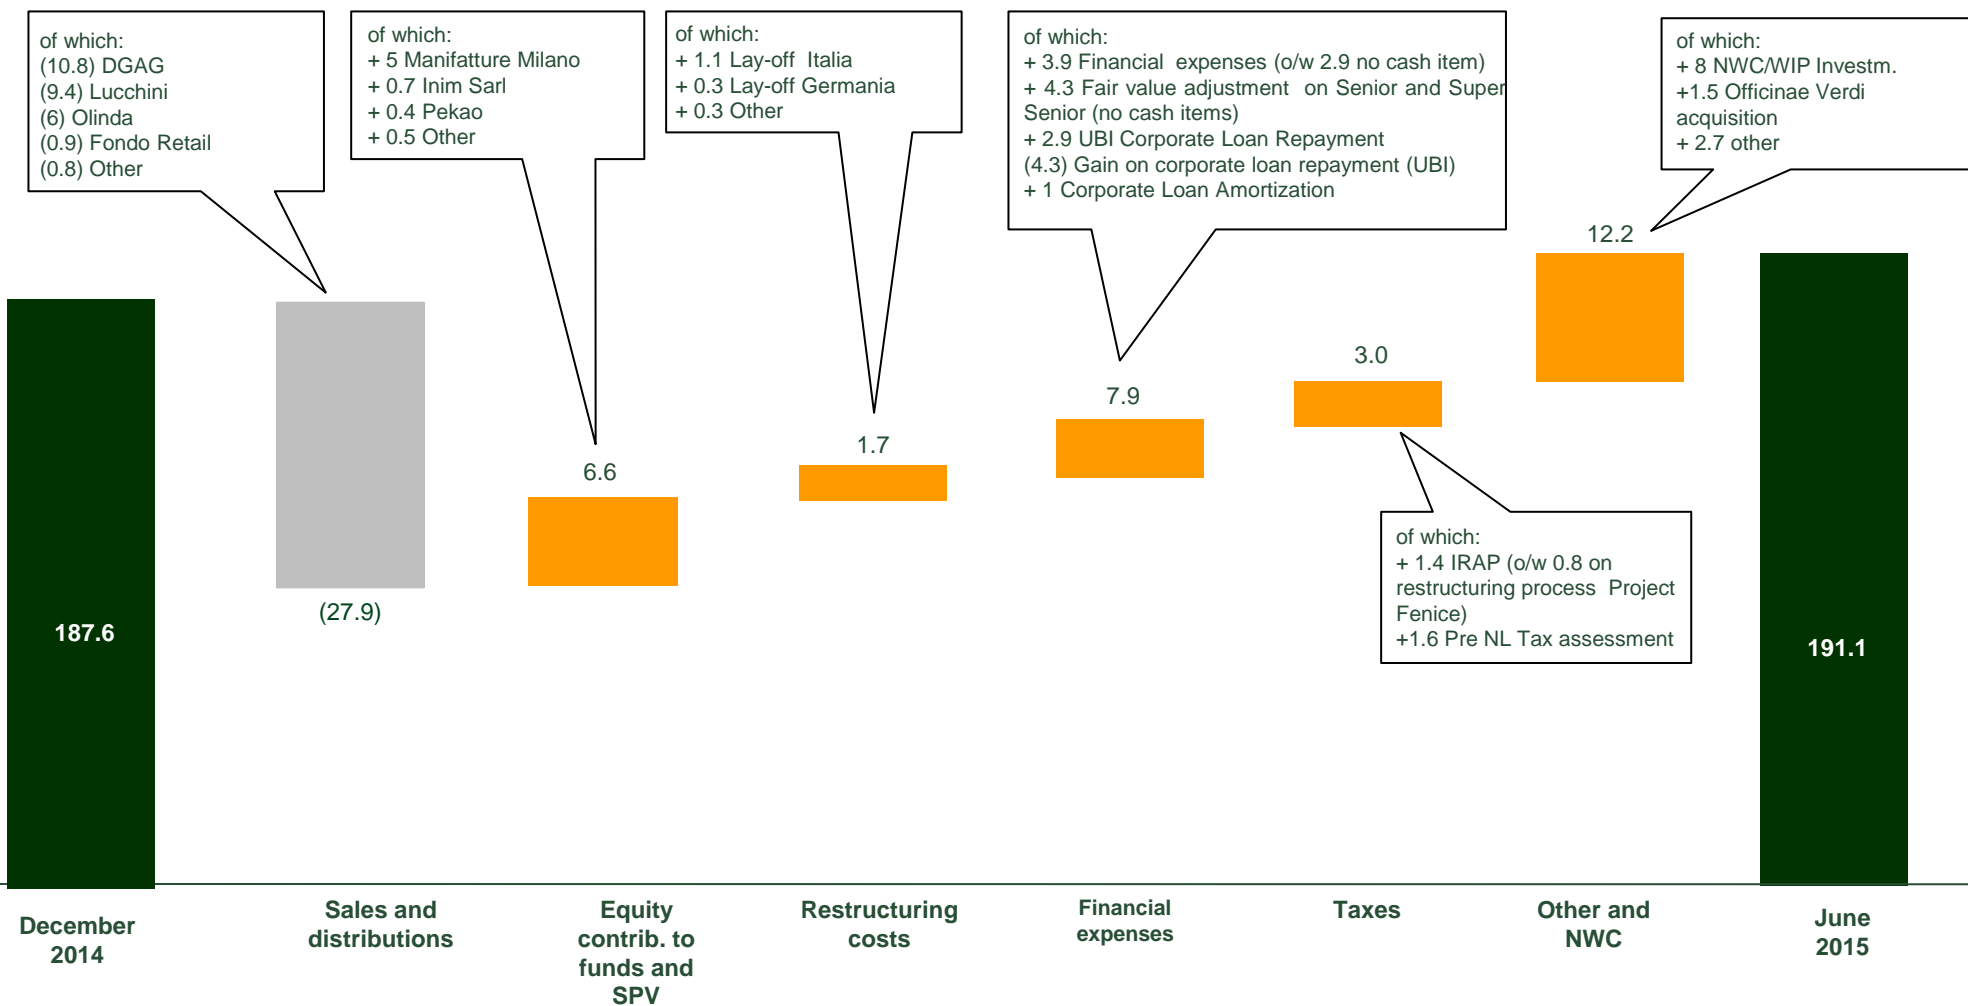 of which:
(10.8) DGAG
(9.4) Lucchini
(6) Olinda
(0.9) Fondo Retail
(0.8) Other
of which:
+ 5 Manifatture Milano
+ 0.7 Inim Sarl
+ 0.4 Pekao
+ 0.5 Other
of which:
+ 1.1 Lay-off Italia
+ 0.3 Lay-off Germania
+ 0.3 Other
of which:
+ 3.9 Financial expenses (o/w 2.9 no cash item)
+ 4.3 Fair value adjustment on Senior and Super
Senior (no cash items)
+ 2.9 UBI Corporate Loan Repayment
(4.3) Gain on corporate loan repayment (UBI)
+ 1 Corporate Loan Amortization
of which:
+ 8 NWC/WIP Investm.
+1.5 Officinae Verdi
acquisition
+ 2.7 other
187.6
(27.9)
6.6
1.7
7.9
3.0
12.2
191.1
of which:
+ 1.4 IRAP (o/w 0.8 on
restructuring process Project
Fenice)
+1.6 Pre NL Tax assessment
December
2014
Sales and
distributions
Equity
contrib. to
funds and
SPV
Restructuring
costs
Financial
expenses
Taxes
Other and
NWC
June
2015